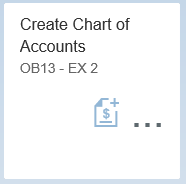 Create Chart of
Accounts
OB13 - EX 2
$
...